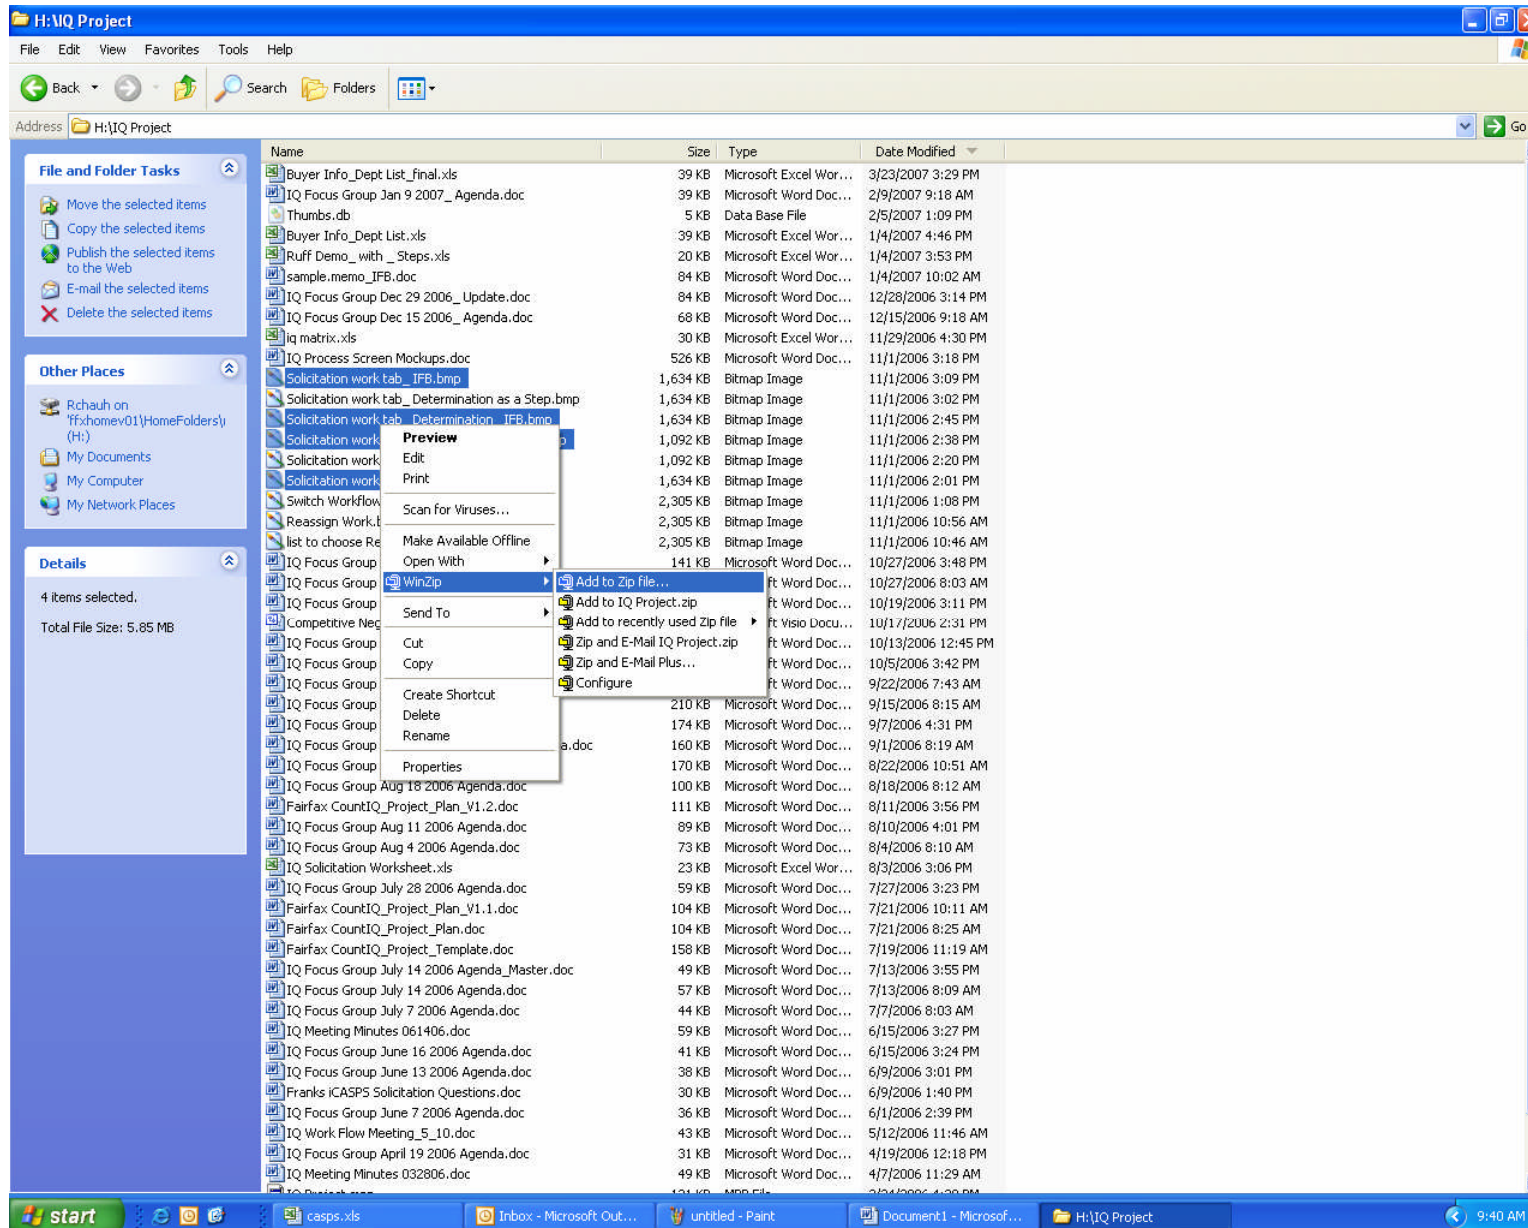 H:\IQ Project
File Edit View Favorites Tools Help
Back Search Folders
Address H:\IQ Project Go
File and Folder Tasks
Move the selected items
Copy the selected items
Publish the selected items
to the Web
E-mail the selected items
Delete the selected items
Other Places
Rchauh on
'ffxhomev01\HomeFolders\
(H:)
My Documents
My Computer
My Network Places
Details
4 items selected.
Total File Size: 5.85 MB
Name Size Type Date Modified
Buyer Info_Dept List_final.xls 39 KB Microsoft Excel Wor... 3/23/2007 3:29 PM
IQ Focus Group Jan 9 2007_ Agenda.doc 39 KB Microsoft Word Doc... 2/9/2007 9:18 AM
Thumbs.db 5 KB Data Base File 2/5/2007 1:09 PM
Buyer Info_Dept List.xls 39 KB Microsoft Excel Wor... 1/4/2007 4:46 PM
Ruff Demo_ with _ Steps.xls 20 KB Microsoft Excel Wor... 1/4/2007 3:53 PM
sample.memo_IFB.doc 84 KB Microsoft Word Doc... 1/4/2007 10:02 AM
IQ Focus Group Dec 29 2006_ Update.doc 84 KB Microsoft Word Doc... 12/28/2006 3:14 PM
IQ Focus Group Dec 15 2006_ Agenda.doc 68 KB Microsoft Word Doc... 12/15/2006 9:18 AM
iq matrix.xls 30 KB Microsoft Excel Wor... 11/29/2006 4:30 PM
IQ Process Screen Mockups.doc 526 KB Microsoft Word Doc... 11/1/2006 3:18 PM
Solicitation work tab_ IFB.bmp 1,634 KB Bitmap Image 11/1/2006 3:09 PM
Solicitation work tab_ Determination as a Step.bmp 1,634 KB Bitmap Image 11/1/2006 3:02 PM
Solicitation work tab_ Determination_ IFB.bmp 1,634 KB Bitmap Image 11/1/2006 2:45 PM
Solicitation work p 1,092 KB Bitmap Image 11/1/2006 2:38 PM
Solicitation work 1,092 KB Bitmap Image 11/1/2006 2:20 PM
Solicitation work 1,634 KB Bitmap Image 11/1/2006 2:01 PM
Switch Workflow 2,305 KB Bitmap Image 11/1/2006 1:08 PM
Reassign Work.b 2,305 KB Bitmap Image 11/1/2006 10:56 AM
list to choose Re 2,305 KB Bitmap Image 11/1/2006 10:46 AM
IQ Focus Group 141 KB Microsoft Word Doc... 10/27/2006 3:48 PM
IQ Focus Group ft Word Doc... 10/27/2006 8:03 AM
IQ Focus Group ft Word Doc... 10/19/2006 3:11 PM
Competitive Neg ft Visio Docu... 10/17/2006 2:31 PM
IQ Focus Group ft Word Doc... 10/13/2006 12:45 PM
IQ Focus Group ft Word Doc... 10/5/2006 3:42 PM
IQ Focus Group ft Word Doc... 9/22/2006 7:43 AM
IQ Focus Group 210 KB Microsoft Word Doc... 9/15/2006 8:15 AM
IQ Focus Group 174 KB Microsoft Word Doc... 9/7/2006 4:31 PM
IQ Focus Group a.doc 160 KB Microsoft Word Doc... 9/1/2006 8:19 AM
IQ Focus Group 170 KB Microsoft Word Doc... 8/22/2006 10:51 AM
IQ Focus Group Aug 18 2006 Agenda.doc 100 KB Microsoft Word Doc... 8/18/2006 8:12 AM
Fairfax CountIQ_Project_Plan_V1.2.doc 111 KB Microsoft Word Doc... 8/11/2006 3:56 PM
IQ Focus Group Aug 11 2006 Agenda.doc 89 KB Microsoft Word Doc... 8/10/2006 4:01 PM
IQ Focus Group Aug 4 2006 Agenda.doc 73 KB Microsoft Word Doc... 8/4/2006 8:10 AM
IQ Solicitation Worksheet.xls 23 KB Microsoft Excel Wor... 8/3/2006 3:06 PM
IQ Focus Group July 28 2006 Agenda.doc 59 KB Microsoft Word Doc... 7/27/2006 3:23 PM
Fairfax CountIQ_Project_Plan_V1.1.doc 104 KB Microsoft Word Doc... 7/21/2006 10:11 AM
Fairfax CountIQ_Project_Plan.doc 104 KB Microsoft Word Doc... 7/21/2006 8:25 AM
Fairfax CountIQ_Project_Template.doc 158 KB Microsoft Word Doc... 7/19/2006 11:19 AM
IQ Focus Group July 14 2006 Agenda_Master.doc 49 KB Microsoft Word Doc... 7/13/2006 3:55 PM
IQ Focus Group July 14 2006 Agenda.doc 57 KB Microsoft Word Doc... 7/13/2006 8:09 AM
IQ Focus Group July 7 2006 Agenda.doc 44 KB Microsoft Word Doc... 7/7/2006 8:03 AM
IQ Meeting Minutes 061406.doc 59 KB Microsoft Word Doc... 6/15/2006 3:27 PM
IQ Focus Group June 16 2006 Agenda.doc 41 KB Microsoft Word Doc... 6/15/2006 3:24 PM
IQ Focus Group June 13 2006 Agenda.doc 38 KB Microsoft Word Doc... 6/9/2006 3:01 PM
Franks iCASPS Solicitation Questions.doc 30 KB Microsoft Word Doc... 6/9/2006 1:40 PM
IQ Focus Group June 7 2006 Agenda.doc 36 KB Microsoft Word Doc... 6/1/2006 2:39 PM
IQ Work Flow Meeting_5_10.doc 43 KB Microsoft Word Doc... 5/12/2006 11:46 AM
IQ Focus Group April 19 2006 Agenda.doc 31 KB Microsoft Word Doc... 4/19/2006 12:18 PM
IQ Meeting Minutes 032806.doc 49 KB Microsoft Word Doc... 4/7/2006 11:29 AM
Preview
Edit
Print
Scan for Viruses...
Make Available Offline
Open With
WinZip
Send To
Cut
Copy
Create Shortcut
Delete
Rename
Properties
Add to Zip file...
Add to IQ Project.zip
Add to recently used Zip file
Zip and E-Mail IQ Project.zip
Zip and E-Mail Plus...
Configure
start casps.xls Inbox - Microsoft Out... untitled - Paint Document1 - Microsof... H:\IQ Project 9:40 AM